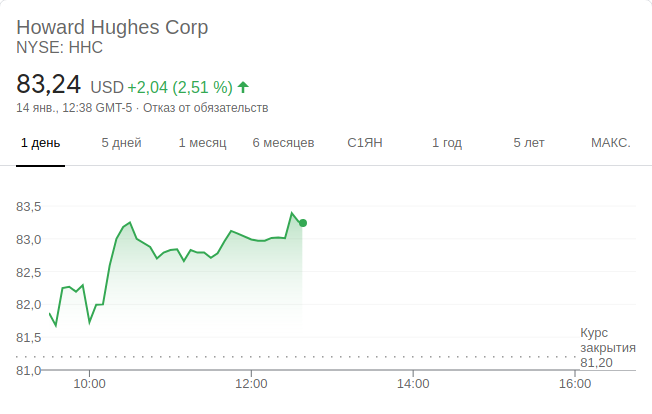 Howard Hughes Corp
NYSE: HHC
83,24 USD +2,04 (2,51 %)
14 янв., 12:38 GMT-5 · Отказ от обязательств
1 день 5 дней 1 месяц 6 месяцев С1ЯН 1 год 5 лет МАКС.
83,5
83,0
82,5
82,0
81,5
81,0
Курс
закрытия
81,20
10:00 12:00 14:00 16:00